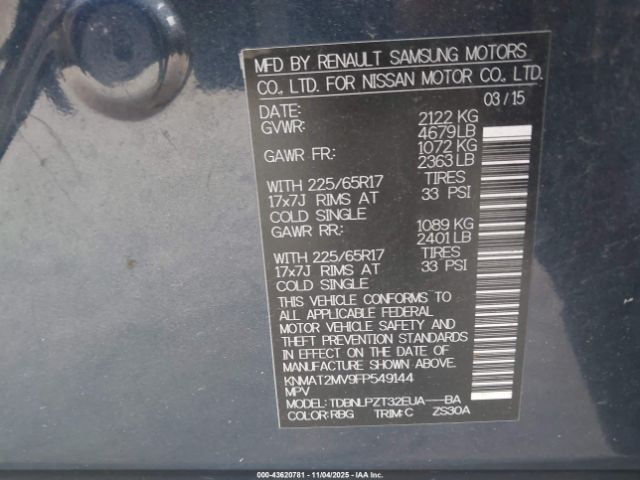 MFD BY RENAULT SAMSUNG MOTORS
CO., LTD. FOR NISSAN MOTOR CO., LTD.
DATE: 03/15
GVWR: 2122 KG
4679 LB
GAWR FR: 1072 KG
2363 LB
WITH 225/65R17 TIRES
17x7J RIMS AT 33 PSI
COLD SINGLE
GAWR RR: 1089 KG
2401 LB
WITH 225/65R17 TIRES
17x7J RIMS AT 33 PSI
COLD SINGLE
THIS VEHICLE CONFORMS TO
ALL APPLICABLE FEDERAL
MOTOR VEHICLE SAFETY AND
THEFT PREVENTION STANDARDS
IN EFFECT ON THE DATE OF
MANUFACTURE SHOWN ABOVE.
KNMAT2MV9FP549144
MPV
MODEL: TDBNLPZT32EUA---BA
COLOR: RBG TRIM: C ZS30A
000-43620781 - 11/04/2025 - Copyright IAA, LLC.